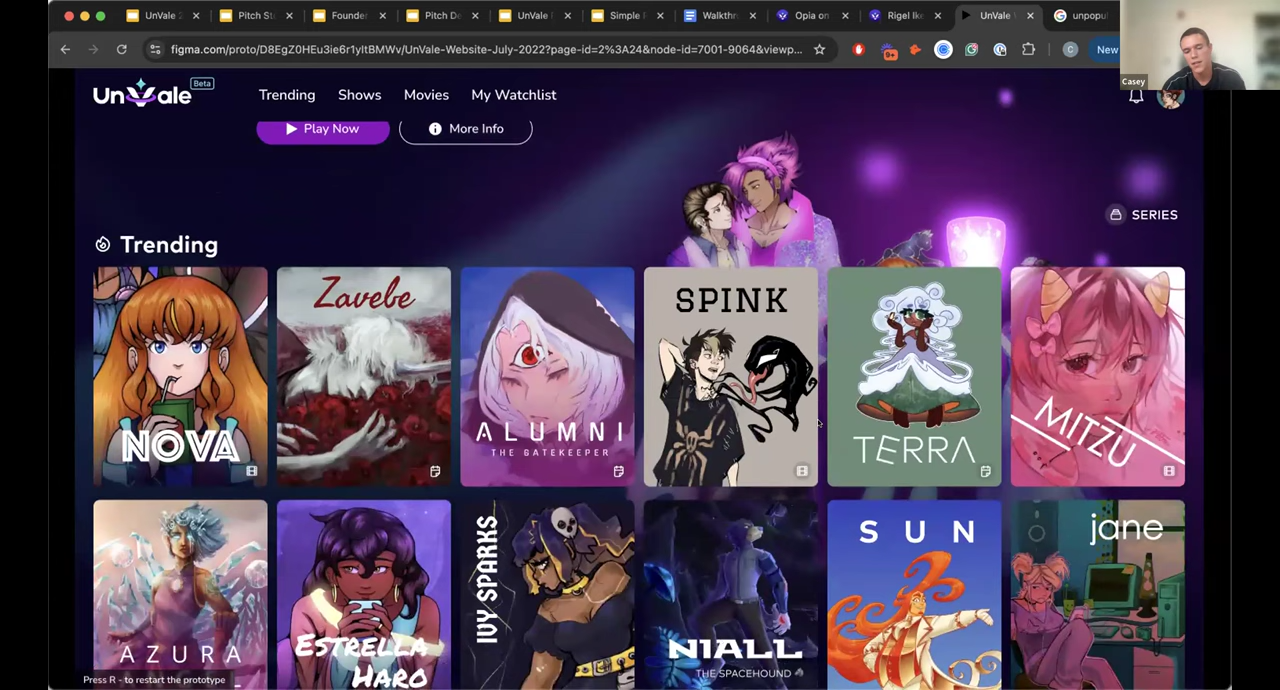 UnVale
Pitch St
Founder
Pitch De
UnVale
Simple
Walkthr
Opia on
Rigel Ike
UnVale
unpopul
figma.com/proto/D8EgZ0HEu3ie6r1yltBMWv/UnVale-Website-July-2022?page-id=2%3A24&node-id=7001-9064&viewp...
9+
C
New
Casey
UnVale
Beta
Trending
Shows
Movies
My Watchlist
Play Now
More Info
SERIES
Trending
NOVA
Zavebe
ALUMNI
THE GATEKEEPER
SPINK
TERRA
MITZU
AZURA
ESTRELLA
HARO
IVY SPARKS
NIALL
THE SPACEHOUND
SUN
jane
Press R - to restart the prototype